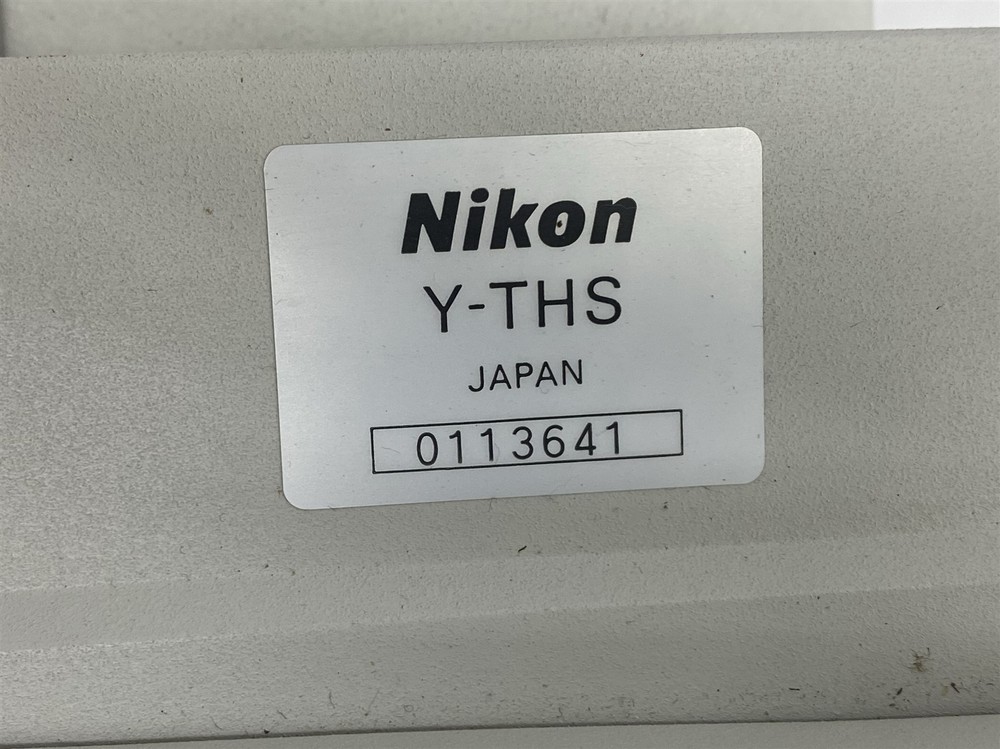 Nikon
Y-THS
JAPAN
0113641